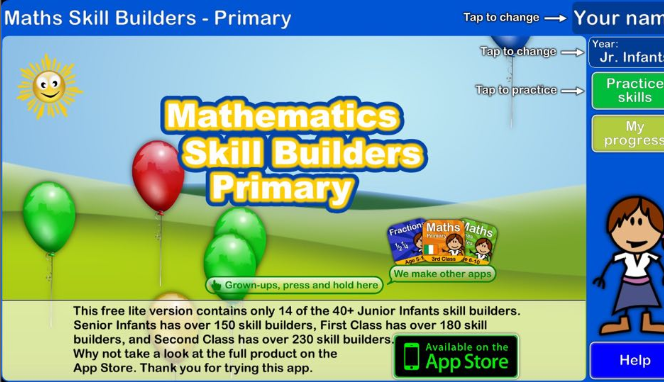 Maths Skill Builders - Primary
Tap to change
Your nam
Tap to change
Year:
Jr. Infants
Tap to practice
Practice
skills
My
progress
Mathematics
Skill Builders
Primary
Fraction
Maths
Maths
Age 5-
3rd Class
We make other apps
Grown-ups, press and hold here
This free lite version contains only 14 of the 40+ Junior Infants skill builders.
Senior Infants has over 150 skill builders, First Class has over 180 skill
builders, and Second Class has over 230 skill builders.
Why not take a look at the full product on the
App Store. Thank you for trying this app.
Available on the
App Store
Help